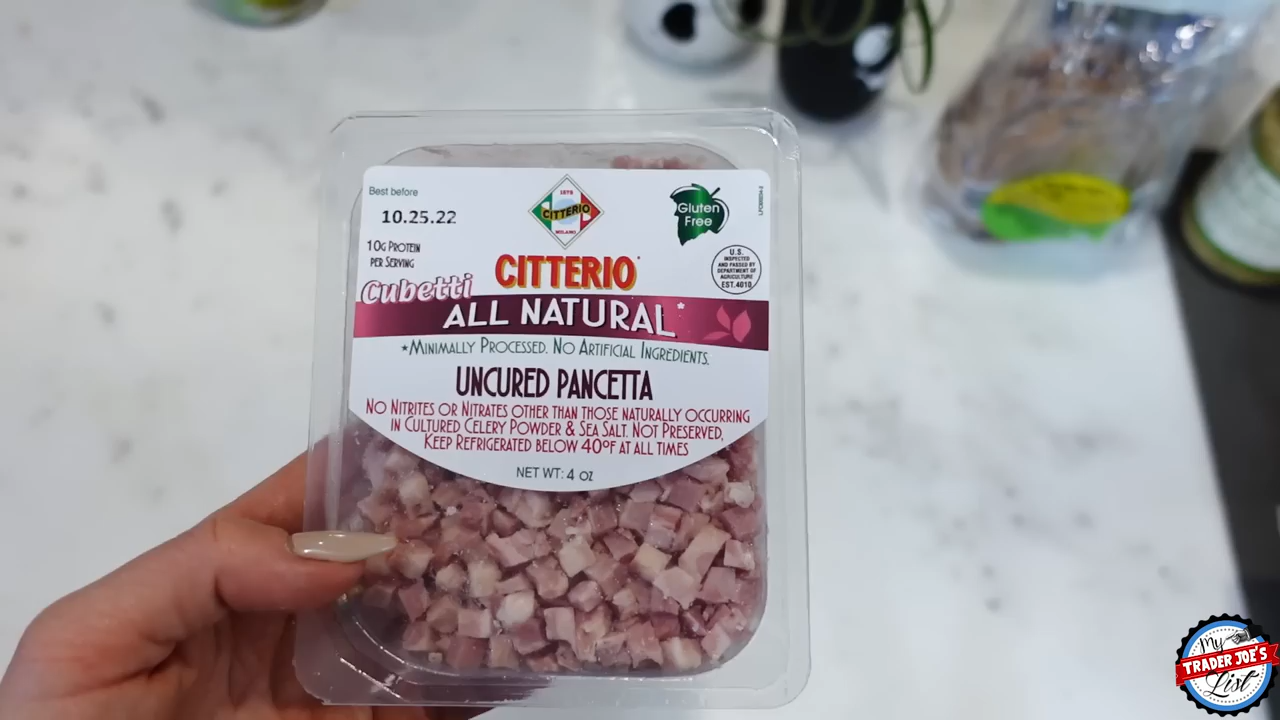 Best before
10.25.22
10G PROTEIN
PER SERVING
1878
CITTERIO
MILANO
Gluten
Free
U.S.
INSPECTED
AND PASSED BY
DEPARTMENT OF
AGRICULTURE
EST. 4010
CITTERIO
Cubetti
ALL NATURAL*
*MINIMALLY PROCESSED. NO ARTIFICIAL INGREDIENTS.
UNCURED PANCETTA
NO NITRITES OR NITRATES OTHER THAN THOSE NATURALLY OCCURRING
IN CULTURED CELERY POWDER & SEA SALT. NOT PRESERVED,
KEEP REFRIGERATED BELOW 40ºF AT ALL TIMES
NET WT: 4 OZ
My
TRADER JOE'S
List